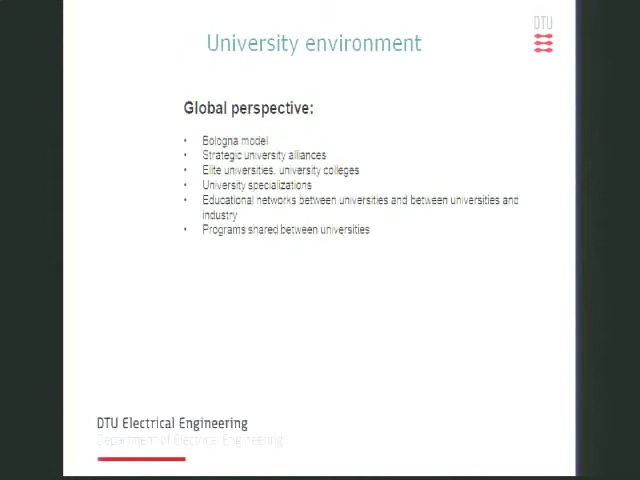 DTU
University environment
Global perspective:
• Bologna model
• Strategic university alliances
• Elite universities, university colleges
• University specializations
• Educational networks between universities and between universities and
industry
• Programs shared between universities
DTU Electrical Engineering
Department of Electrical Engineering